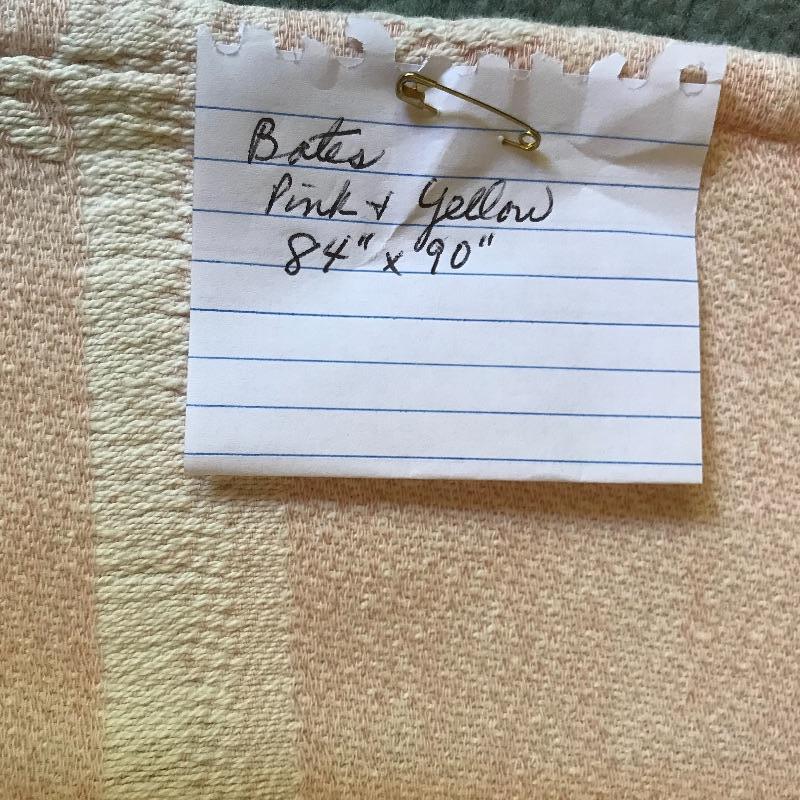 Bates
Pink + Yellow
84" x 90"